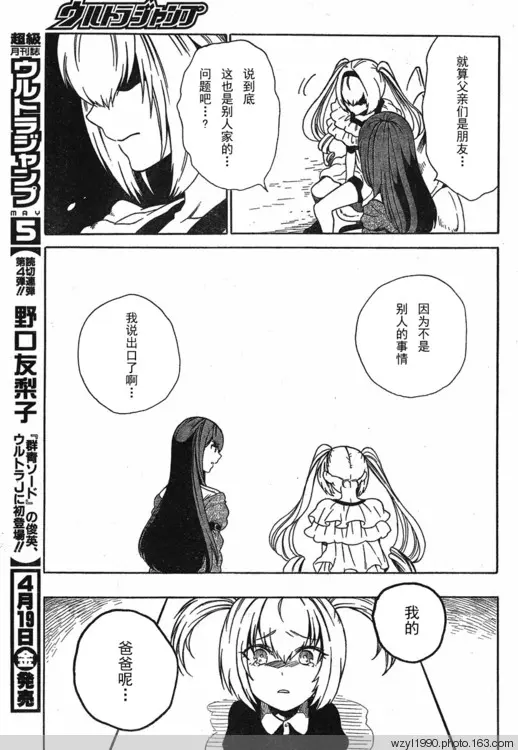 ウルトラジャンプ
超級
月刊誌
ウルトラジャンプ
MAY
5
読切連弾
第4弾!!
野口友梨子
『群青ソード』の俊英、
ウルトラJに初登場!!
4月19日
金
発売
就算父亲们是朋友…
说到底
这也是别人家的…
问题吧…?
因为不是
别人的事情
我说出口了啊…
我的
爸爸呢…
wzyl1990.photo.163.com